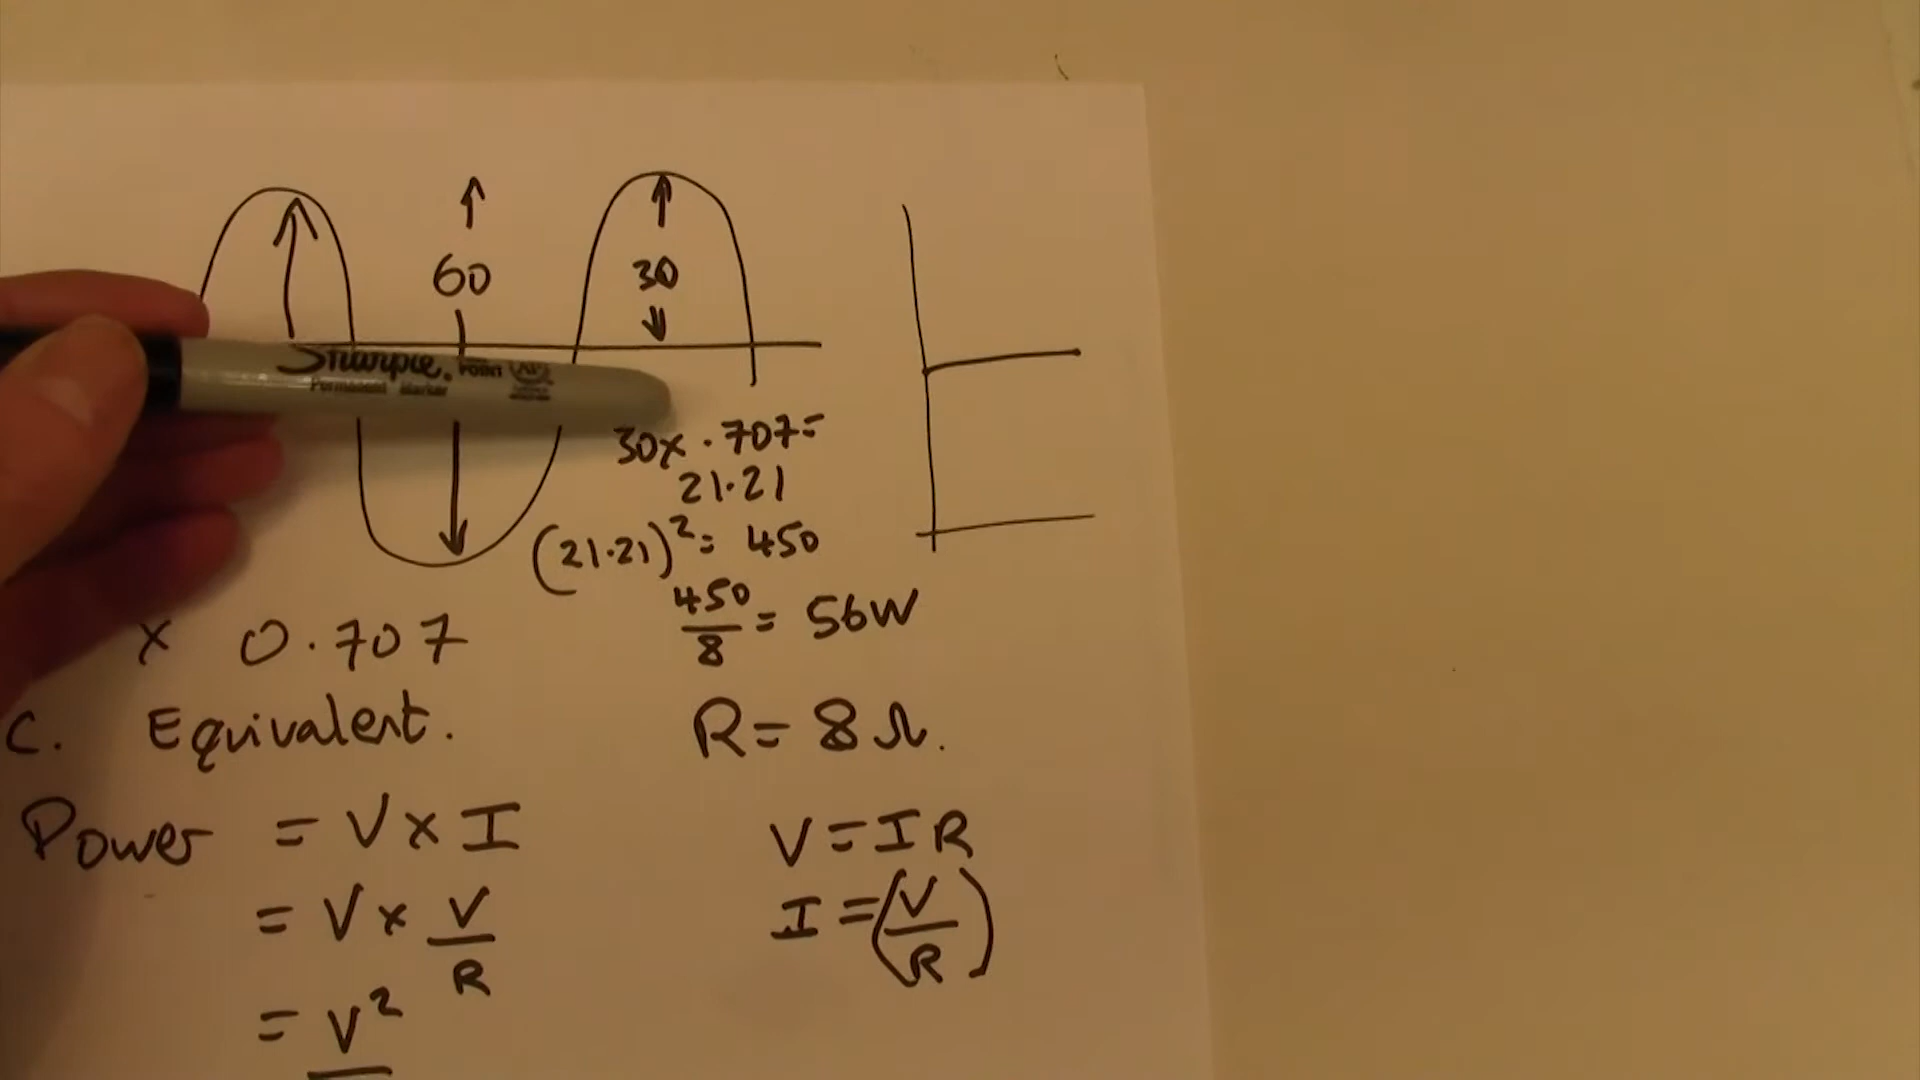 60
30
Sharpie.
POINT
Permanent Marker
30x .707=
21.21
(21.21)²= 450
450/8 = 56W
x 0.707
C. Equivalent.
R = 8Ω.
Power = V x I
V = I R
= V x V/R
I = (V/R)
= V²